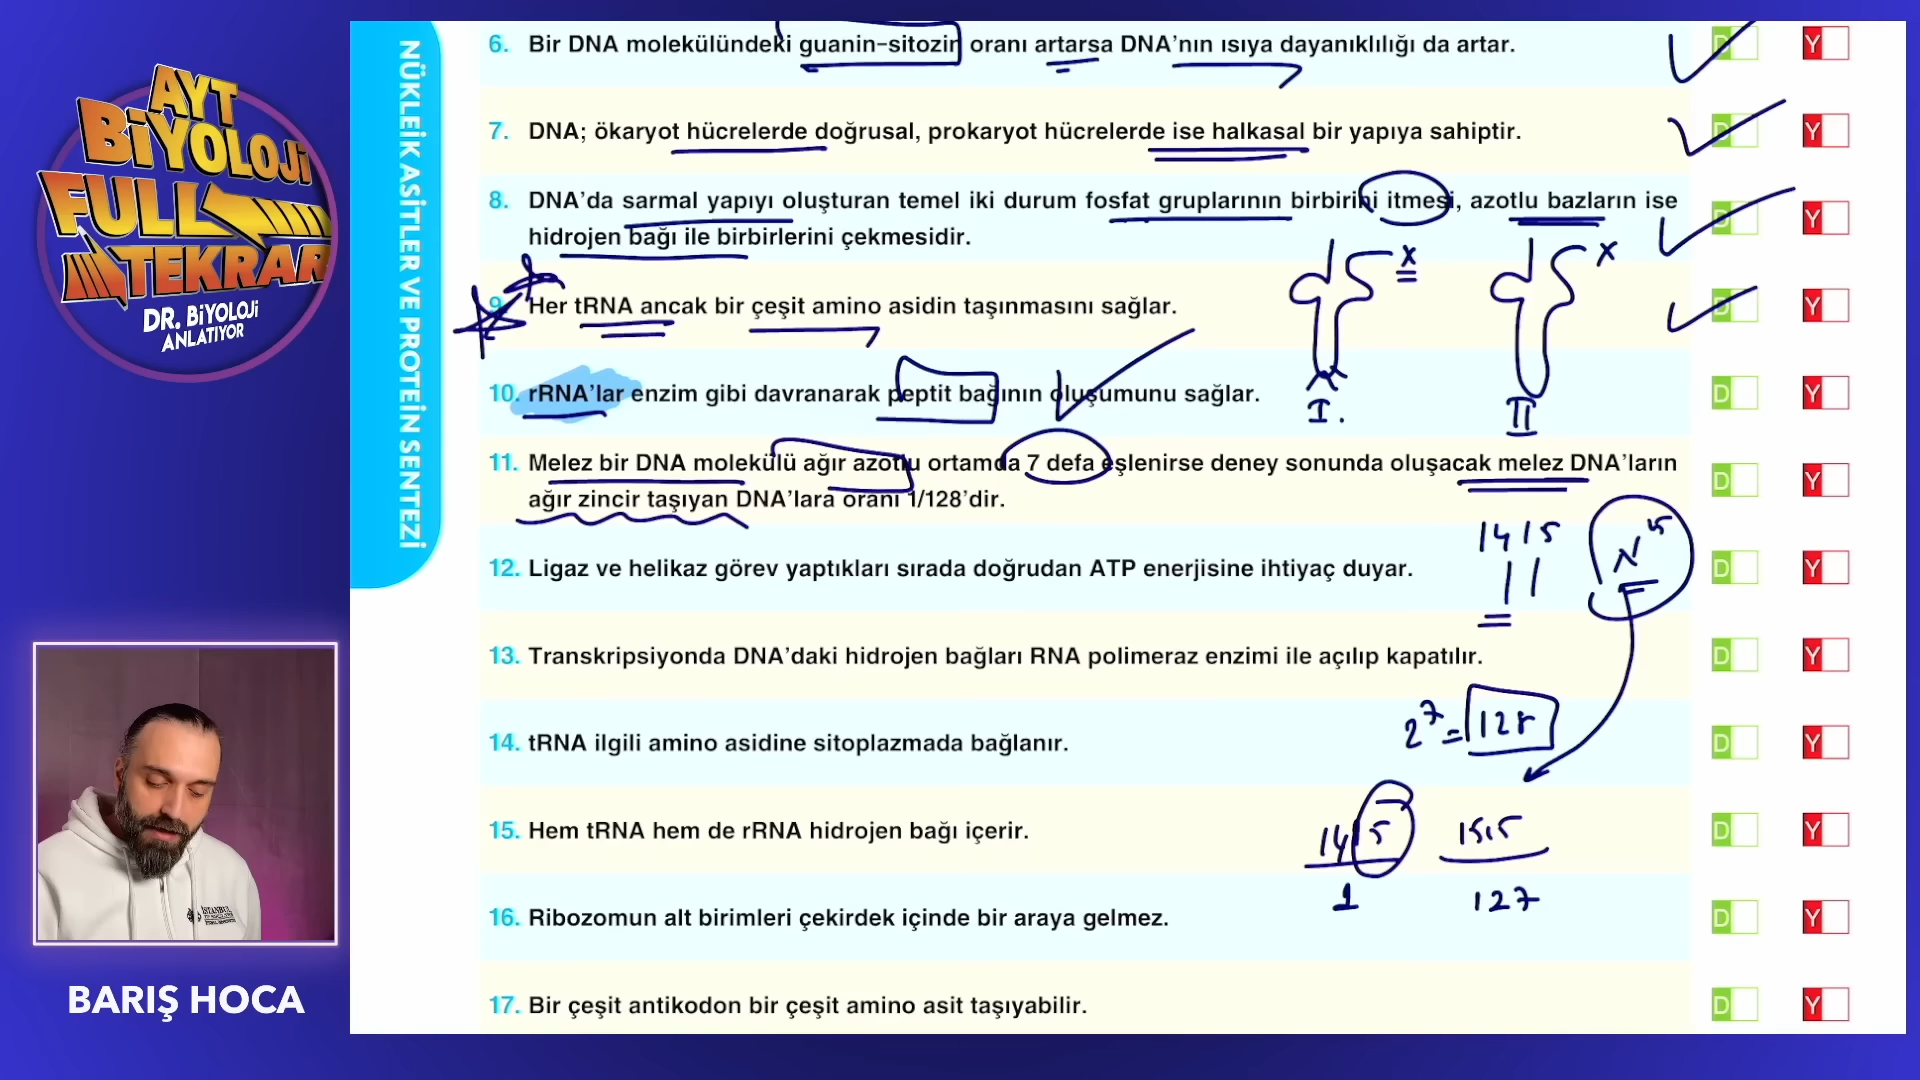 AYT
BİYOLOJİ
FULL
TEKRAR
DR. BİYOLOJİ
ANLATIYOR
NÜKLEİK ASİTLER VE PROTEİN SENTEZİ
6. Bir DNA molekülündeki guanin-sitozin oranı artarsa DNA'nın ısıya dayanıklılığı da artar. D Y
7. DNA; ökaryot hücrelerde doğrusal, prokaryot hücrelerde ise halkasal bir yapıya sahiptir. D Y
8. DNA'da sarmal yapıyı oluşturan temel iki durum fosfat gruplarının birbirini itmesi, azotlu bazların ise D Y
hidrojen bağı ile birbirlerini çekmesidir.
x x
9. Her tRNA ancak bir çeşit amino asidin taşınmasını sağlar. D Y
10. rRNA'lar enzim gibi davranarak peptit bağının oluşumunu sağlar. D Y
I. II
11. Melez bir DNA molekülü ağır azotlu ortamda 7 defa eşlenirse deney sonunda oluşacak melez DNA'ların D Y
ağır zincir taşıyan DNA'lara oranı 1/128'dir.
14 15 N15
12. Ligaz ve helikaz görev yaptıkları sırada doğrudan ATP enerjisine ihtiyaç duyar. D Y
13. Transkripsiyonda DNA'daki hidrojen bağları RNA polimeraz enzimi ile açılıp kapatılır. D Y
2^7 = 128
14. tRNA ilgili amino asidine sitoplazmada bağlanır. D Y
15. Hem tRNA hem de rRNA hidrojen bağı içerir. D Y
14 15 15 15
1 127
16. Ribozomun alt birimleri çekirdek içinde bir araya gelmez. D Y
17. Bir çeşit antikodon bir çeşit amino asit taşıyabilir. D Y
İSTANBUL
BARIŞ HOCA